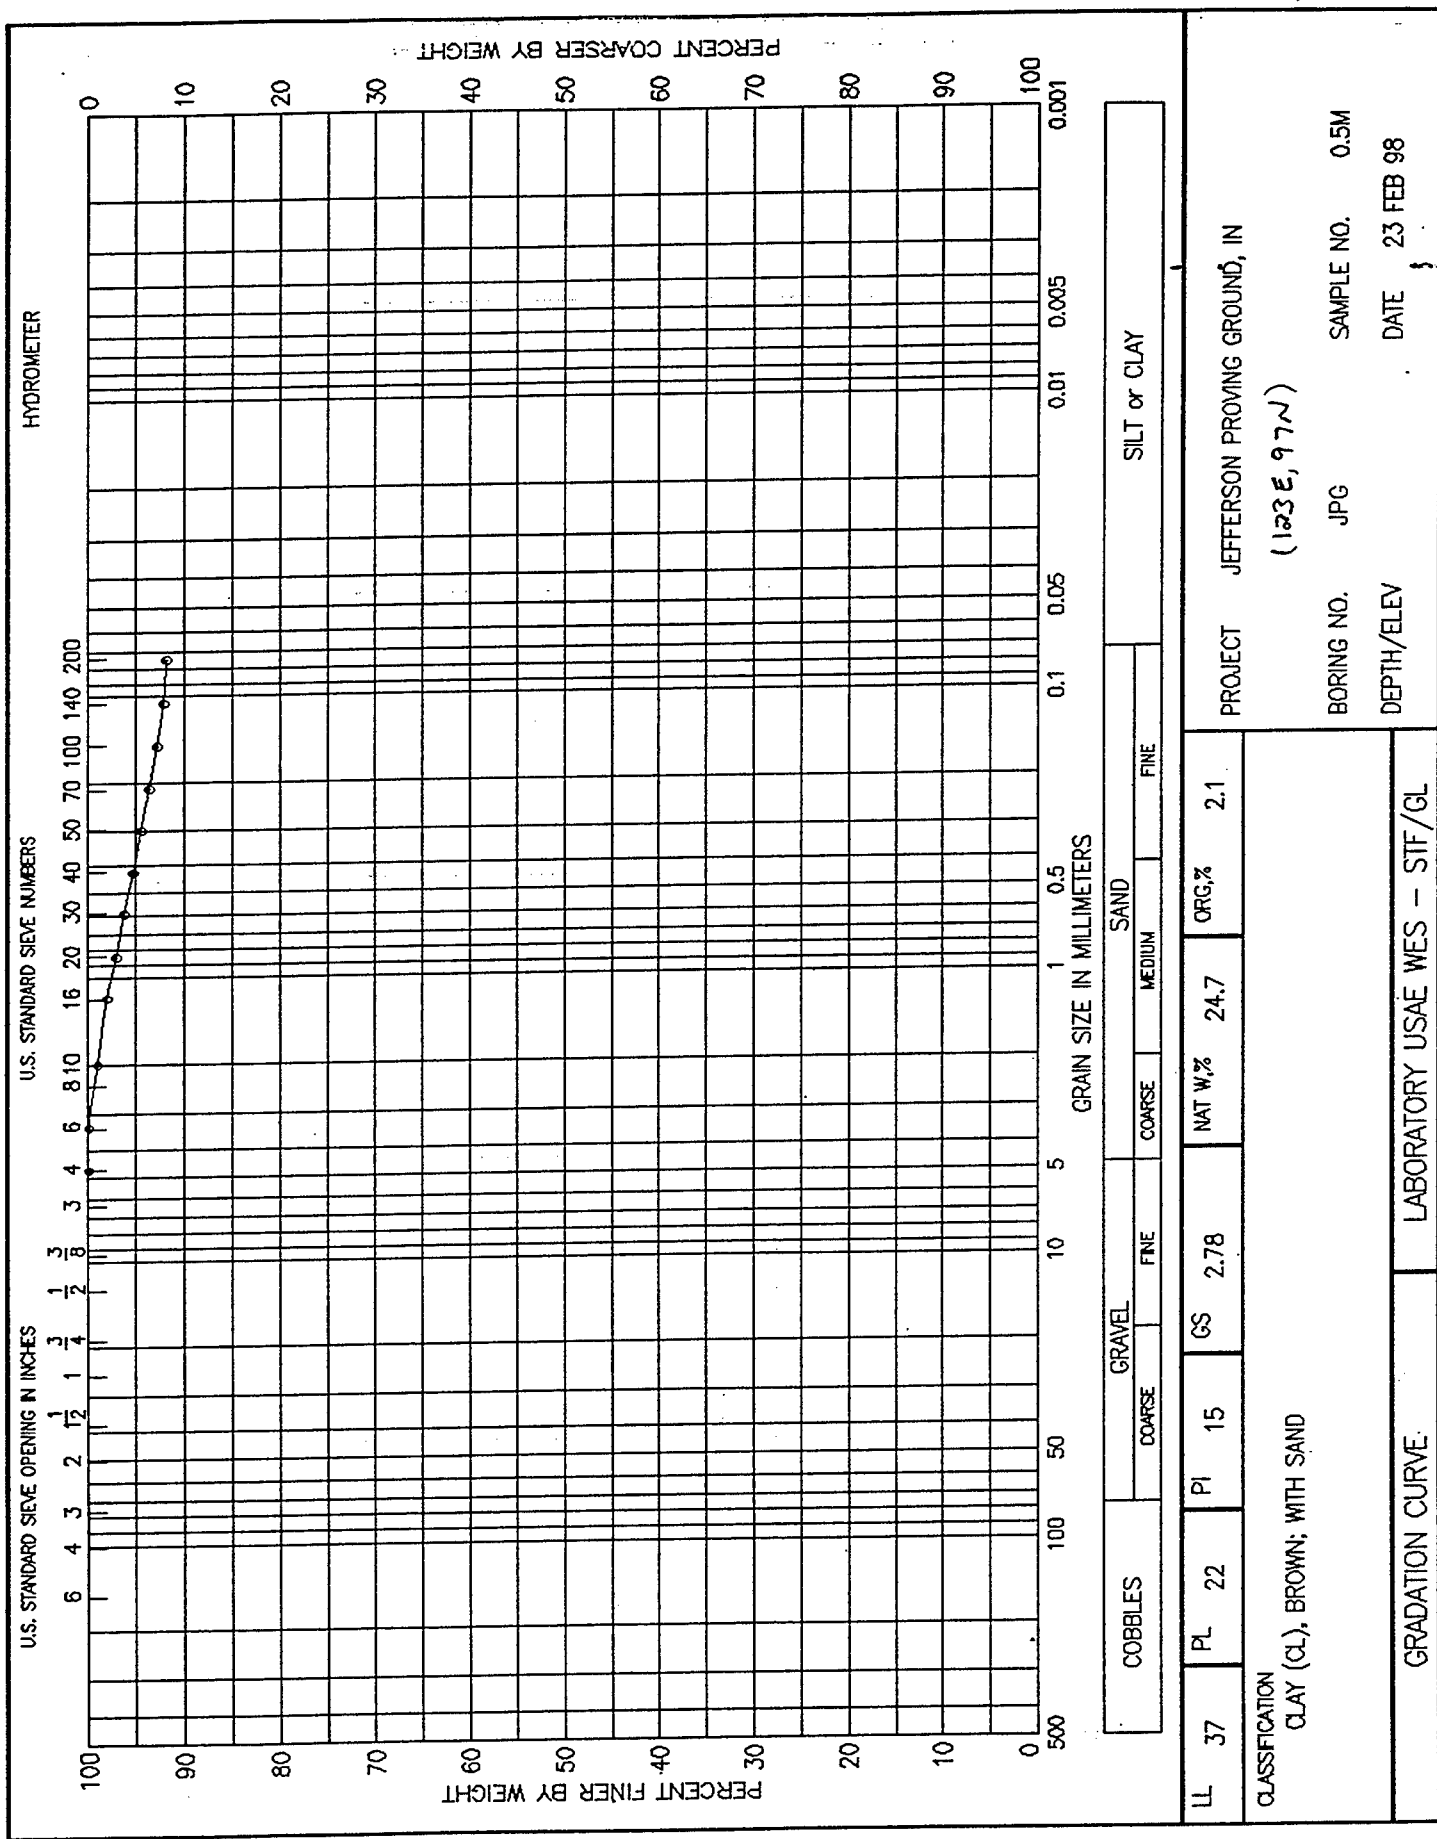 U.S. STANDARD SIEVE OPENING IN INCHES U.S. STANDARD SIEVE NUMBERS HYDROMETER
6 4 3 2 1 1/2 1 3/4 1/2 3/8 3 4 6 8 10 16 20 30 40 50 70 100 140 200
100 90 80 70 60 50 40 30 20 10 0
PERCENT FINER BY WEIGHT
0 10 20 30 40 50 60 70 80 90 100
PERCENT COARSER BY WEIGHT
500 100 50 10 5 1 0.5 0.1 0.05 0.01 0.005 0.001
GRAIN SIZE IN MILLIMETERS
COBBLES GRAVEL SAND SILT or CLAY
COARSE FINE COARSE MEDIUM FINE
LL 37 PL 22 PI 15 GS 2.78 NAT W,% 24.7 ORG,% 2.1
CLASSIFICATION
CLAY (CL), BROWN; WITH SAND
PROJECT JEFFERSON PROVING GROUND, IN
(123E, 97N)
BORING NO. JPG SAMPLE NO. 0.5M
DEPTH/ELEV DATE 23 FEB 98
GRADATION CURVE LABORATORY USAE WES - STF/GL